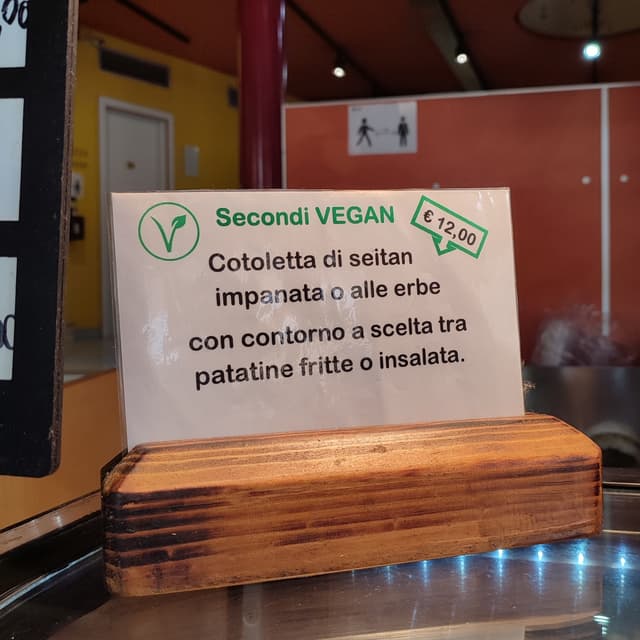 Secondi VEGAN
€ 12,00
Cotoletta di seitan
impanata o alle erbe
con contorno a scelta tra
patatine fritte o insalata.